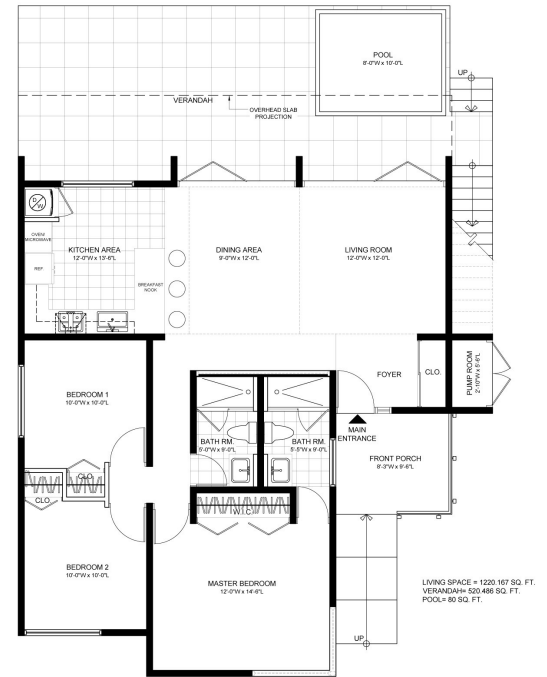 POOL
8'-0"W x 10'-0"L
UP
VERANDAH
OVERHEAD SLAB
PROJECTION
D/W
OVEN/
MICROWAVE
KITCHEN AREA
12'-0"W x 13'-6"L
DINING AREA
9'-0"W x 12'-0"L
LIVING ROOM
12'-0"W x 12'-0"L
REF.
BREAKFAST
NOOK
PUMP ROOM
2'-10"W x 5'-6"L
FOYER
CLO.
BEDROOM 1
10'-0"W x 10'-0"L
MAIN
ENTRANCE
BATH RM.
5'-0"W x 9'-0"L
BATH RM.
5'-5"W x 9'-0"L
FRONT PORCH
8'-3"W x 9'-6"L
CLO.
CLO.
W.I.C.
BEDROOM 2
10'-0"W x 10'-0"L
MASTER BEDROOM
12'-0"W x 14'-6"L
LIVING SPACE = 1220.167 SQ. FT.
VERANDAH= 520.486 SQ. FT.
POOL= 80 SQ. FT.
UP